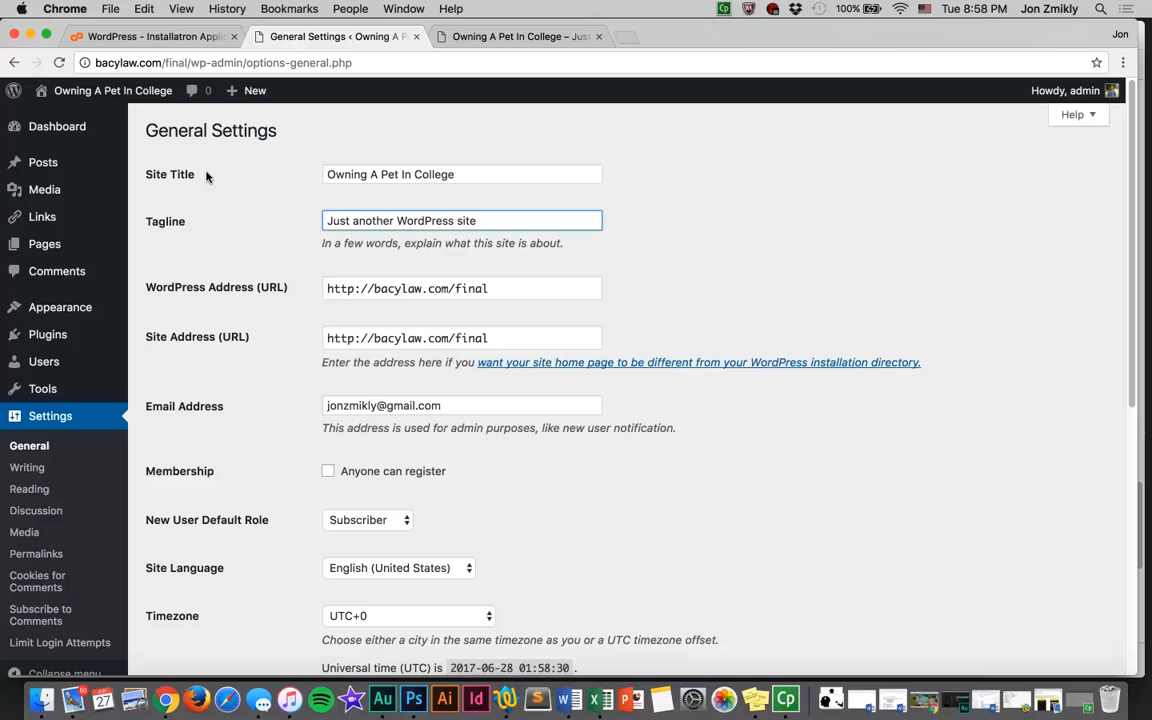 Chrome File Edit View History Bookmarks People Window Help 100% Tue 8:58 PM Jon Zmikly
WordPress - Installatron Applic General Settings ‹ Owning A P Owning A Pet In College – Jus Jon
bacylaw.com/final/wp-admin/options-general.php
Owning A Pet In College 0 + New Howdy, admin
Help
Dashboard
Posts
Media
Links
Pages
Comments
Appearance
Plugins
Users
Tools
Settings
General
Writing
Reading
Discussion
Media
Permalinks
Cookies for
Comments
Subscribe to
Comments
Limit Login Attempts
Collapse menu
General Settings
Site Title Owning A Pet In College
Tagline Just another WordPress site
In a few words, explain what this site is about.
WordPress Address (URL) http://bacylaw.com/final
Site Address (URL) http://bacylaw.com/final
Enter the address here if you want your site home page to be different from your WordPress installation directory.
Email Address jonzmikly@gmail.com
This address is used for admin purposes, like new user notification.
Membership Anyone can register
New User Default Role Subscriber
Site Language English (United States)
Timezone UTC+0
Choose either a city in the same timezone as you or a UTC timezone offset.
Universal time (UTC) is 2017-06-28 01:58:30 .
27 Au Ps Ai Id S W X P Cp